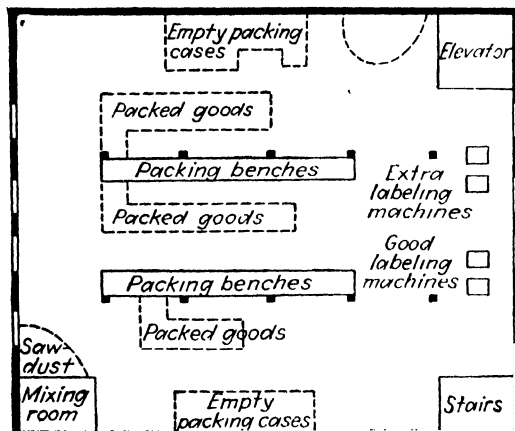 Empty packing
cases
Elevator
Packed goods
Packing benches
Extra
labeling
machines
Packed goods
Good
labeling
machines
Packing benches
Packed goods
Saw-
dust
Mixing
room
Empty
packing cases
Stairs